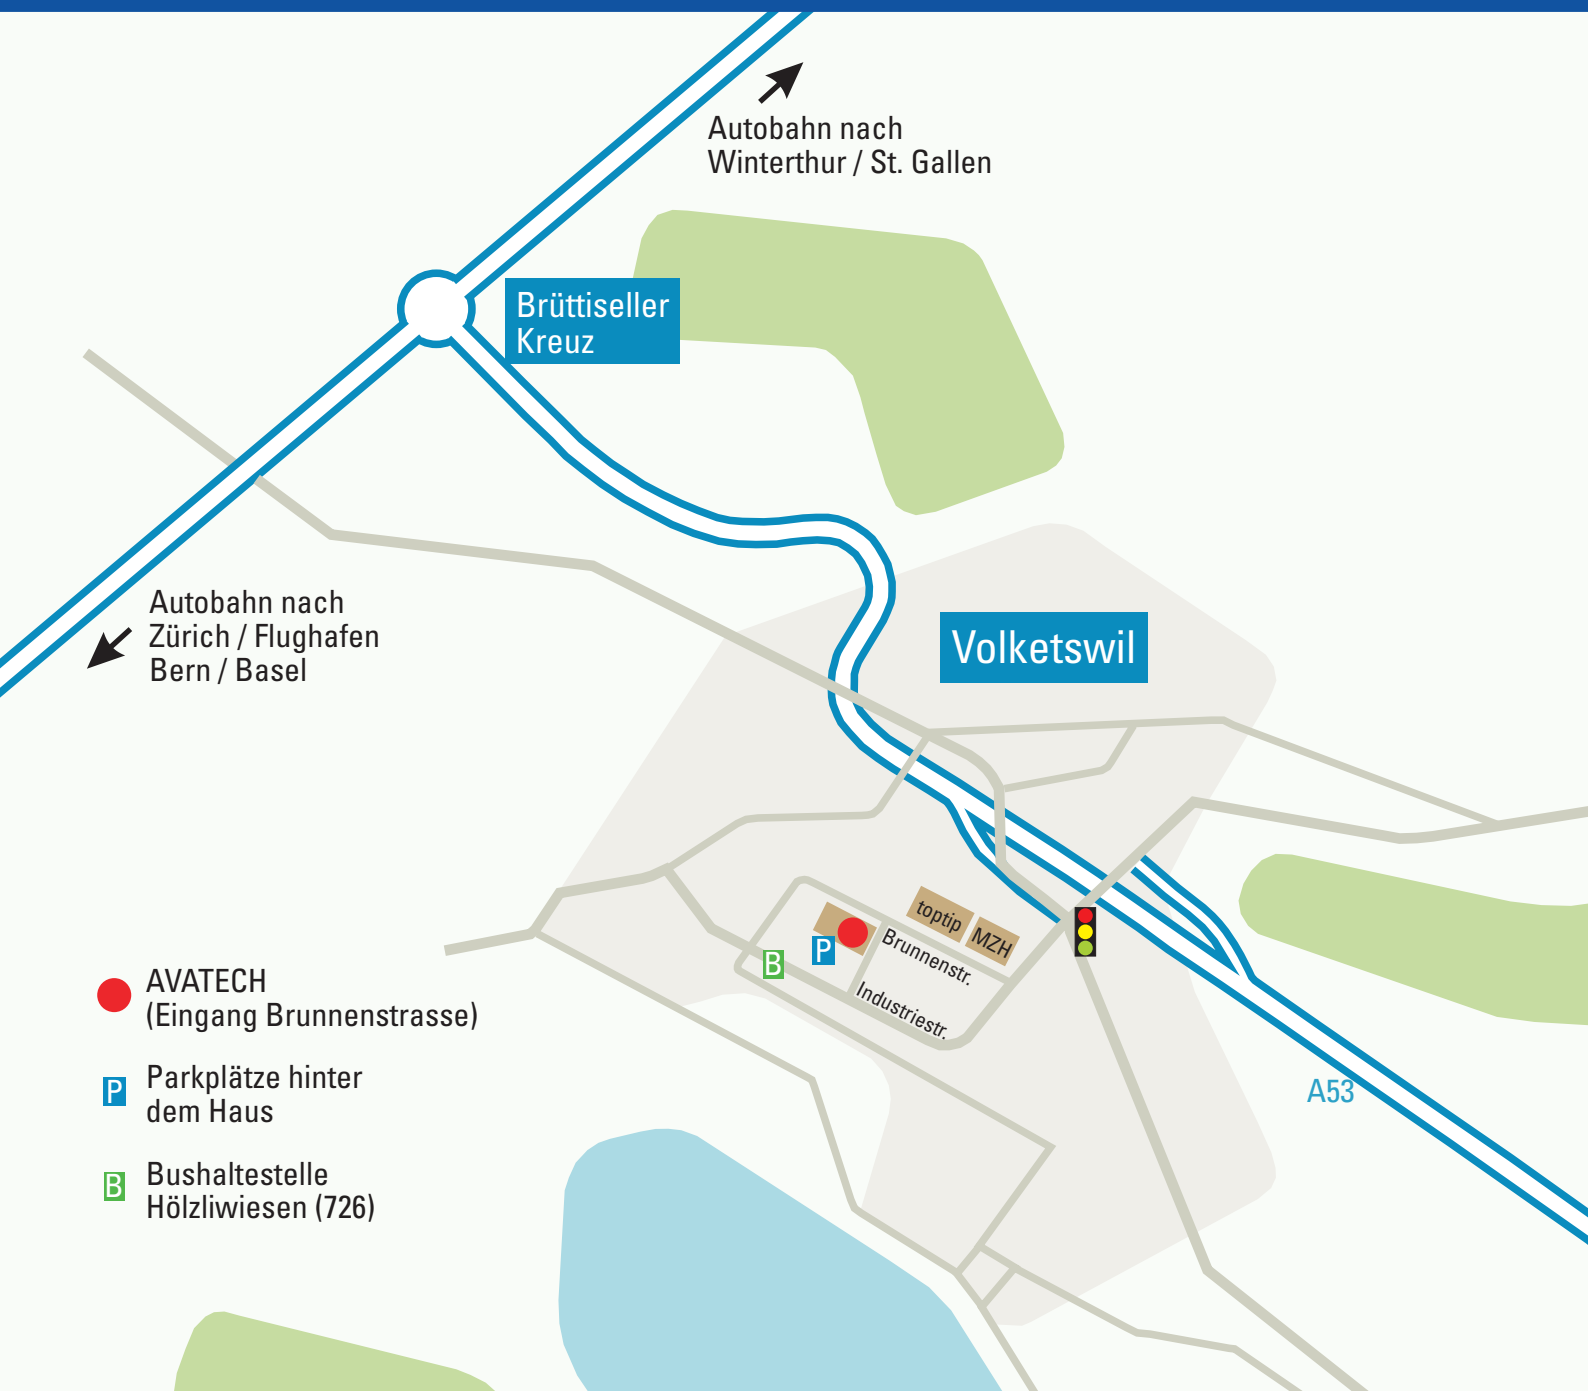 Autobahn nach
Winterthur / St. Gallen
Brüttiseller
Kreuz
Autobahn nach
Zürich / Flughafen
Bern / Basel
Volketswil
toptip
MZH
Brunnenstr.
P
B
Industriestr.
AVATECH
(Eingang Brunnenstrasse)
P
Parkplätze hinter
dem Haus
A53
B
Bushaltestelle
Hölzliwiesen (726)